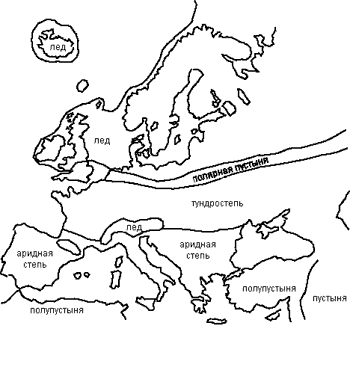 лед
лед
полярная пустыня
тундростепь
лед
аридная
степь
аридная
степь
полупустыня
пустыня
полупустыня